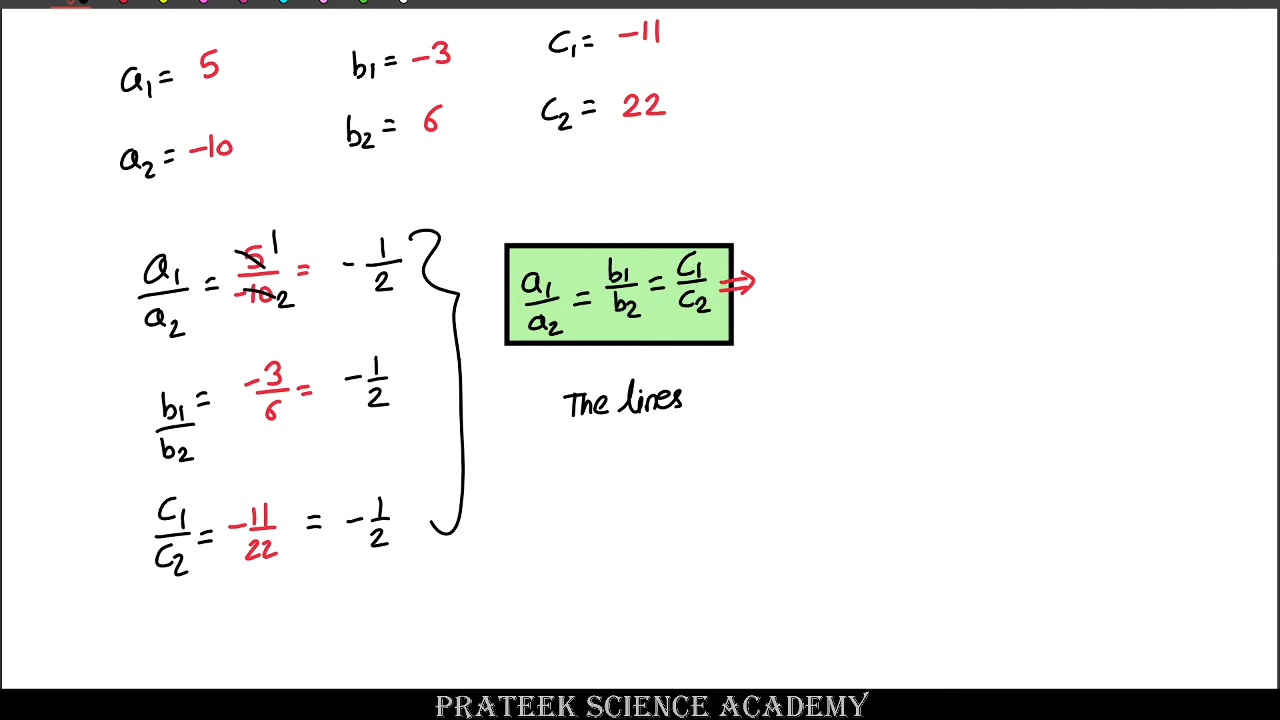 a₁ = 5 b₁ = -3 c₁ = -11
a₂ = -10 b₂ = 6 c₂ = 22
a₁/a₂ = 5/-10 1/2 = -1/2
b₁/b₂ = -3/6 = -1/2
c₁/c₂ = -11/22 = -1/2
a₁/a₂ = b₁/b₂ = c₁/c₂ ⇒
The lines
PRATEEK SCIENCE ACADEMY